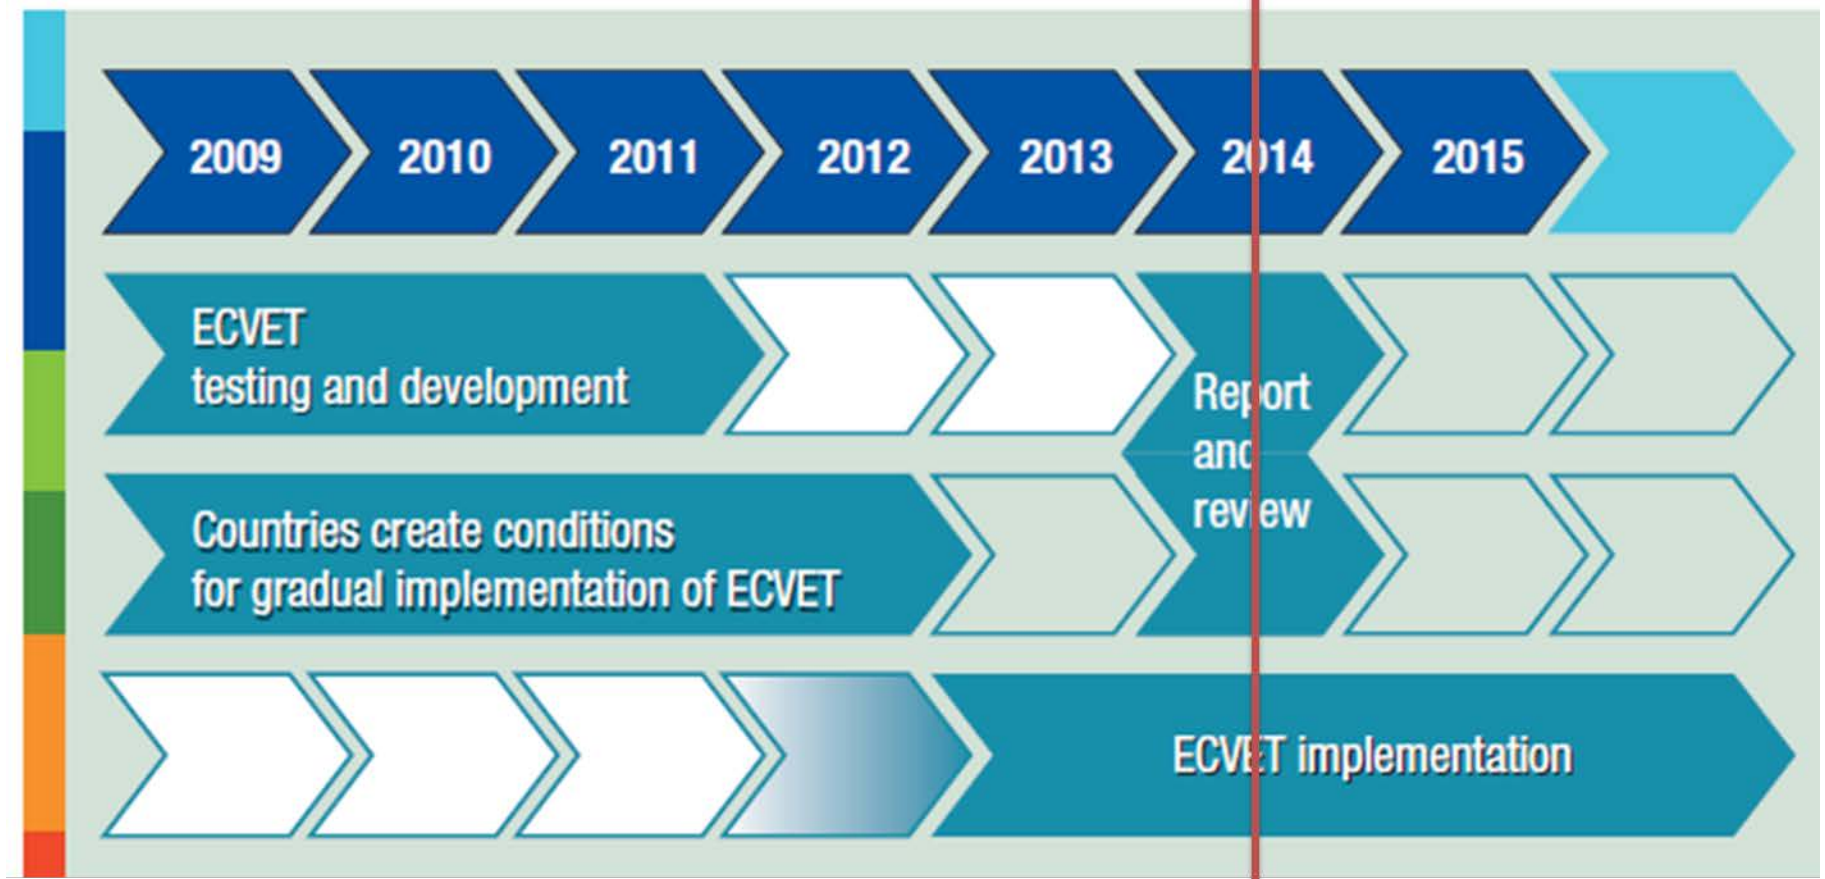 2009 2010 2011 2012 2013 2014 2015
ECVET
testing and development
Report
and
review
Countries create conditions
for gradual implementation of ECVET
ECVET implementation